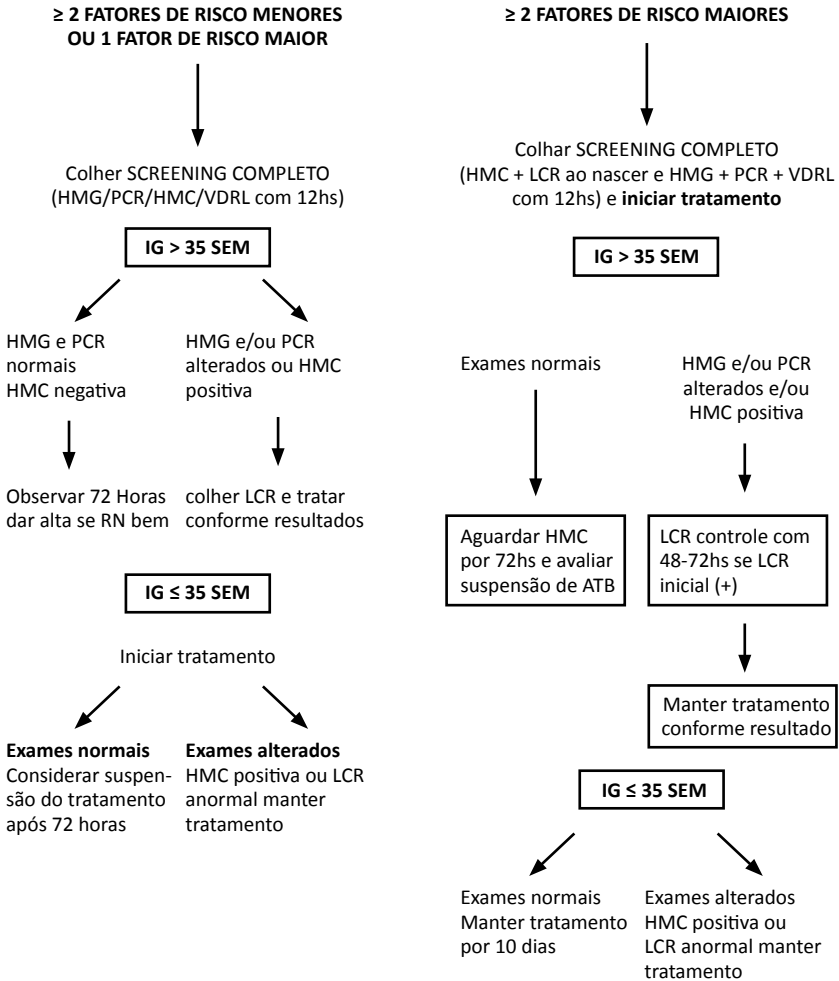 ≥ 2 FATORES DE RISCO MENORES
OU 1 FATOR DE RISCO MAIOR
Colher SCREENING COMPLETO
(HMG/PCR/HMC/VDRL com 12hs)
IG > 35 SEM
HMG e PCR
normais
HMC negativa
HMG e/ou PCR
alterados ou HMC
positiva
Observar 72 Horas
dar alta se RN bem
colher LCR e tratar
conforme resultados
IG ≤ 35 SEM
Iniciar tratamento
Exames normais
Considerar suspen-
são do tratamento
após 72 horas
Exames alterados
HMC positiva ou LCR
anormal manter
tratamento
≥ 2 FATORES DE RISCO MAIORES
Colhar SCREENING COMPLETO
(HMC + LCR ao nascer e HMG + PCR + VDRL
com 12hs) e iniciar tratamento
IG > 35 SEM
Exames normais
HMG e/ou PCR
alterados e/ou
HMC positiva
Aguardar HMC
por 72hs e avaliar
suspensão de ATB
LCR controle com
48-72hs se LCR
inicial (+)
Manter tratamento
conforme resultado
IG ≤ 35 SEM
Exames normais
Manter tratamento
por 10 dias
Exames alterados
HMC positiva ou
LCR anormal manter
tratamento